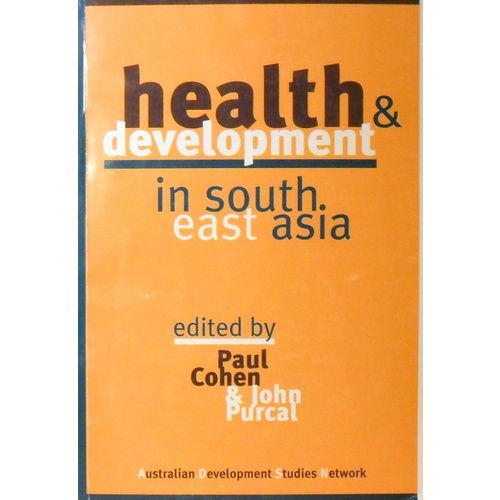 health &
development
in south
east asia
edited by
Paul
Cohen
& John
Purcal
Australian Development Studies Network